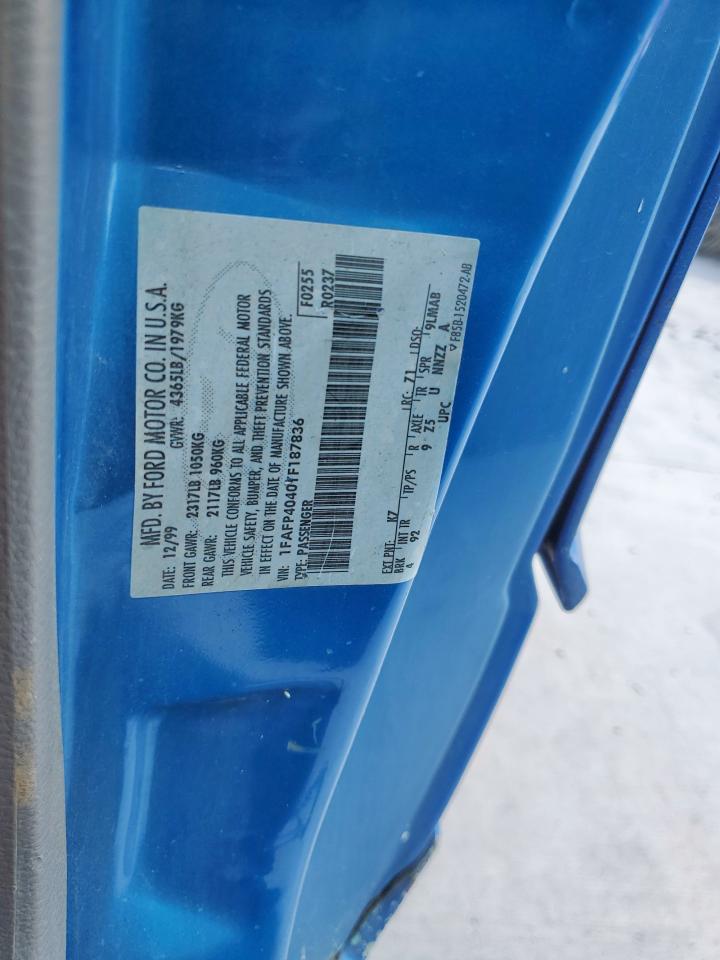 MFD. BY FORD MOTOR CO. IN U.S.A.
DATE: 12/99 GVWR: 4365LB/1979KG
FRONT GAWR: 2317LB 1050KG
REAR GAWR: 2117LB 960KG
THIS VEHICLE CONFORMS TO ALL APPLICABLE FEDERAL MOTOR
VEHICLE SAFETY, BUMPER, AND THEFT PREVENTION STANDARDS
IN EFFECT ON THE DATE OF MANUFACTURE SHOWN ABOVE.
VIN: 1FAFP4040YF187836 F0255
TYPE: PASSENGER R0237
EXT PNT: K7 RC: 71 DSO:
BRK INT TR TP/PS R AXLE TR SPR 9LMAB
4 92 9 Z5 U NNZZ A
UPC ▽F85B-1520472-AB